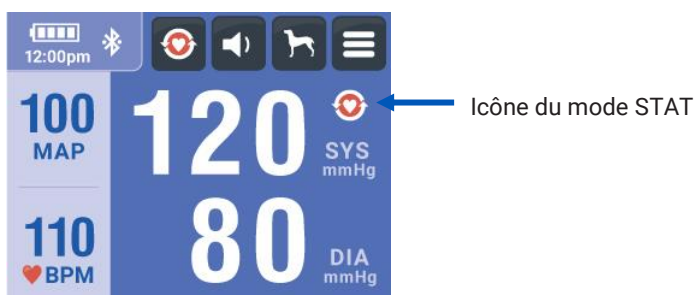 12:00pm
100
MAP
120
SYS
mmHg
Icône du mode STAT
110
BPM
80
DIA
mmHg